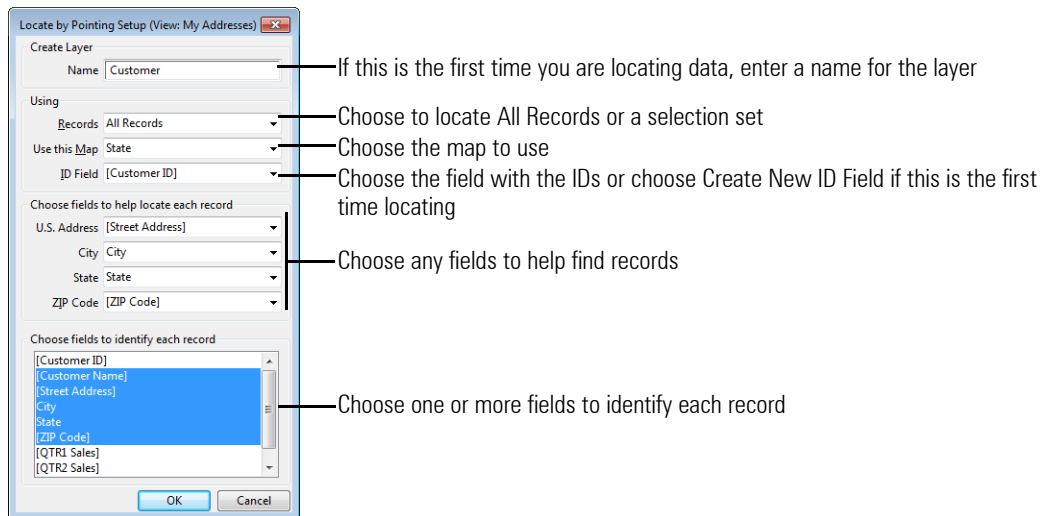 Locate by Pointing Setup (View: My Addresses)
Create Layer
Name Customer
If this is the first time you are locating data, enter a name for the layer
Using
Records All Records
Choose to locate All Records or a selection set
Use this Map State
Choose the map to use
ID Field [Customer ID]
Choose the field with the IDs or choose Create New ID Field if this is the first
time locating
Choose fields to help locate each record
U.S. Address [Street Address]
City City
Choose any fields to help find records
State State
ZIP Code [ZIP Code]
Choose fields to identify each record
[Customer ID]
[Customer Name]
[Street Address]
City
Choose one or more fields to identify each record
State
[ZIP Code]
[QTR1 Sales]
[QTR2 Sales]
OK Cancel